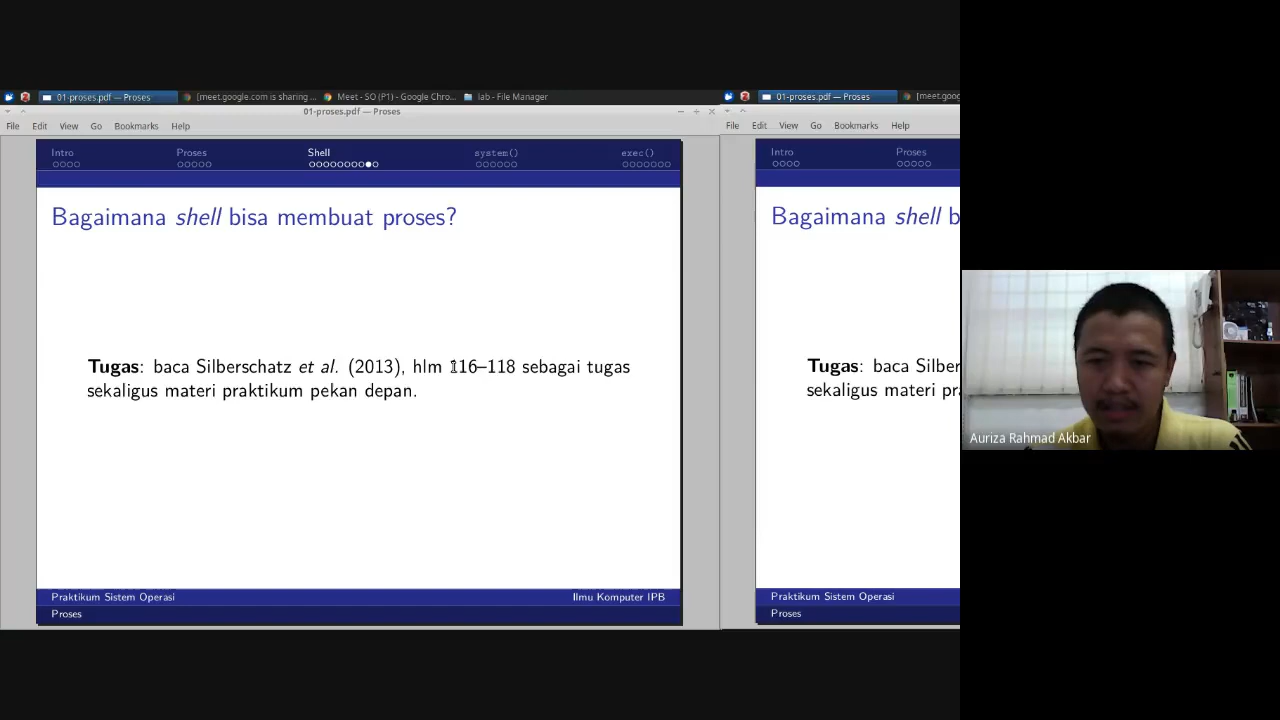 01-proses.pdf — Proses
[meet.google.com is sharing ...
Meet - SO (P1) - Google Chro...
lab - File Manager
01-proses.pdf — Proses
File Edit View Go Bookmarks Help
Intro Proses Shell system() exec()
Bagaimana shell bisa membuat proses?
Tugas: baca Silberschatz et al. (2013), hlm 116–118 sebagai tugas
sekaligus materi praktikum pekan depan.
Praktikum Sistem Operasi Ilmu Komputer IPB
Proses
01-proses.pdf — Proses
[meet.goog
File Edit View Go Bookmarks Help
Intro Proses
Bagaimana shell b
Tugas: baca Silber
sekaligus materi pra
Praktikum Sistem Operasi
Proses
Auriza Rahmad Akbar